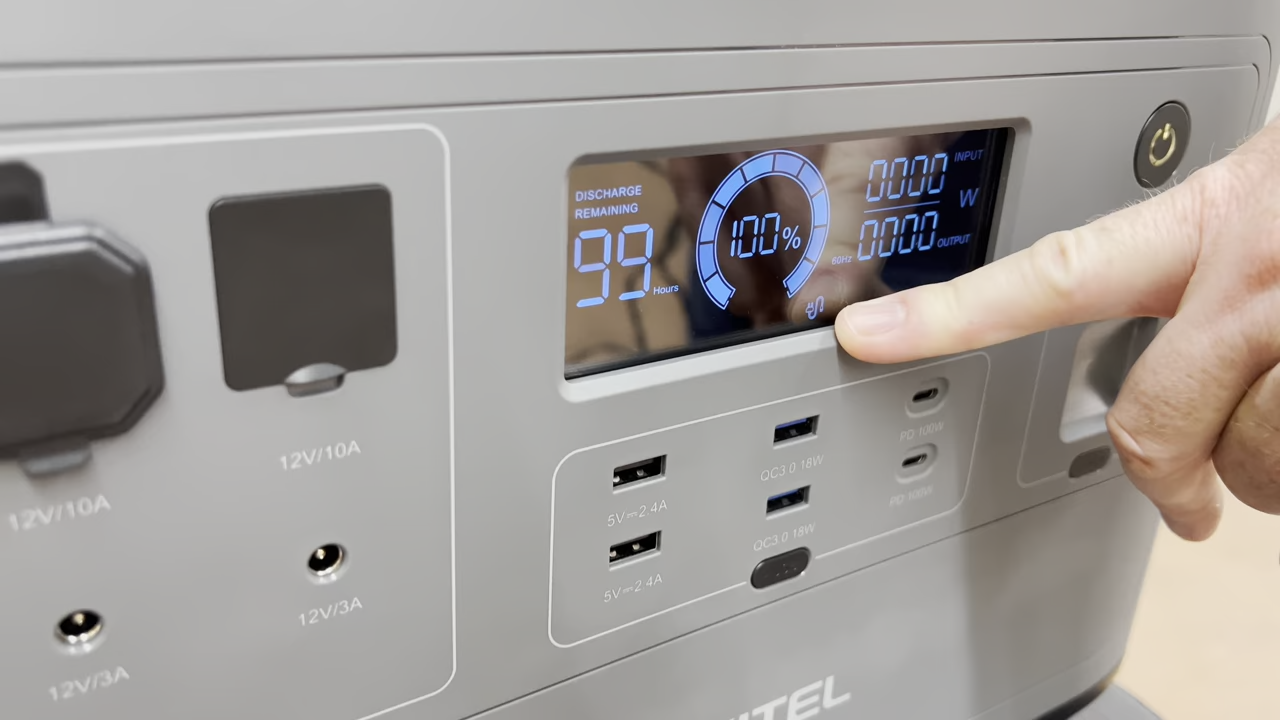 DISCHARGE
REMAINING
99 Hours
100%
0000 INPUT
W
60Hz 0000 OUTPUT
12V/10A
12V/10A
12V/3A
12V/3A
5V⎓2.4A
5V⎓2.4A
QC3.0 18W
QC3.0 18W
PD 100W
PD 100W